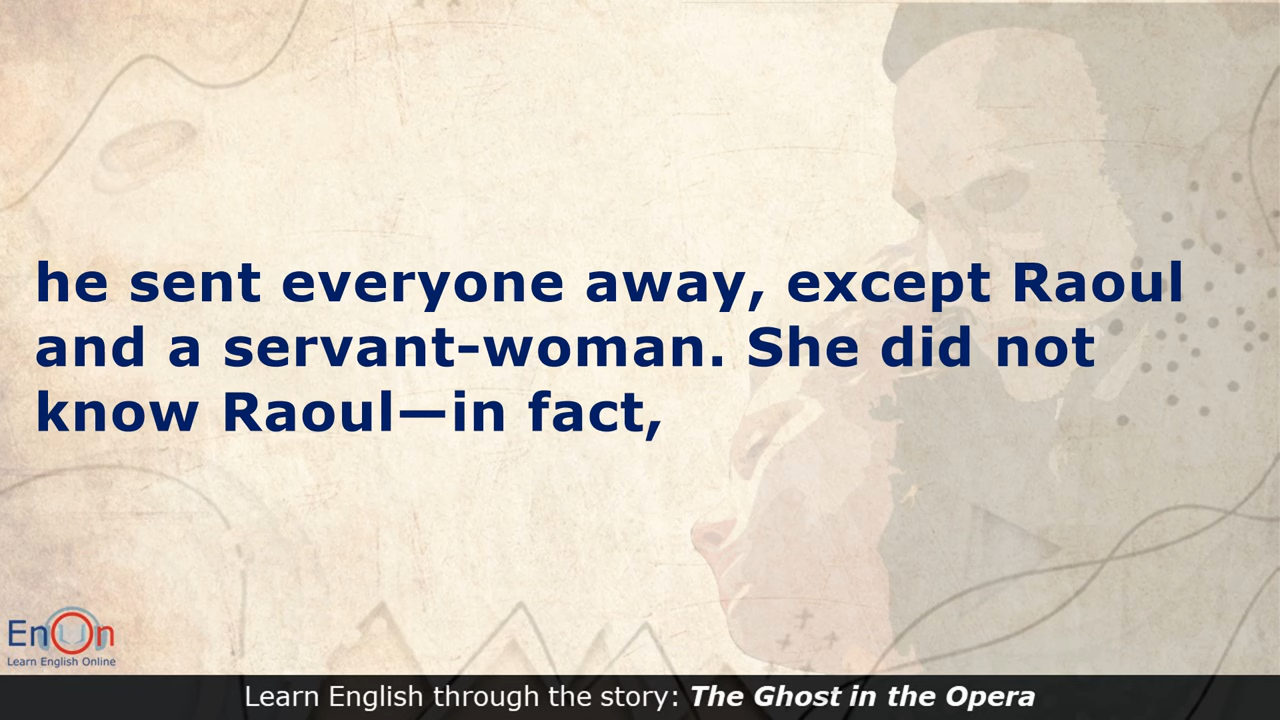 he sent everyone away, except Raoul
and a servant-woman. She did not
know Raoul—in fact,
EnOn
Learn English Online
Learn English through the story: The Ghost in the Opera